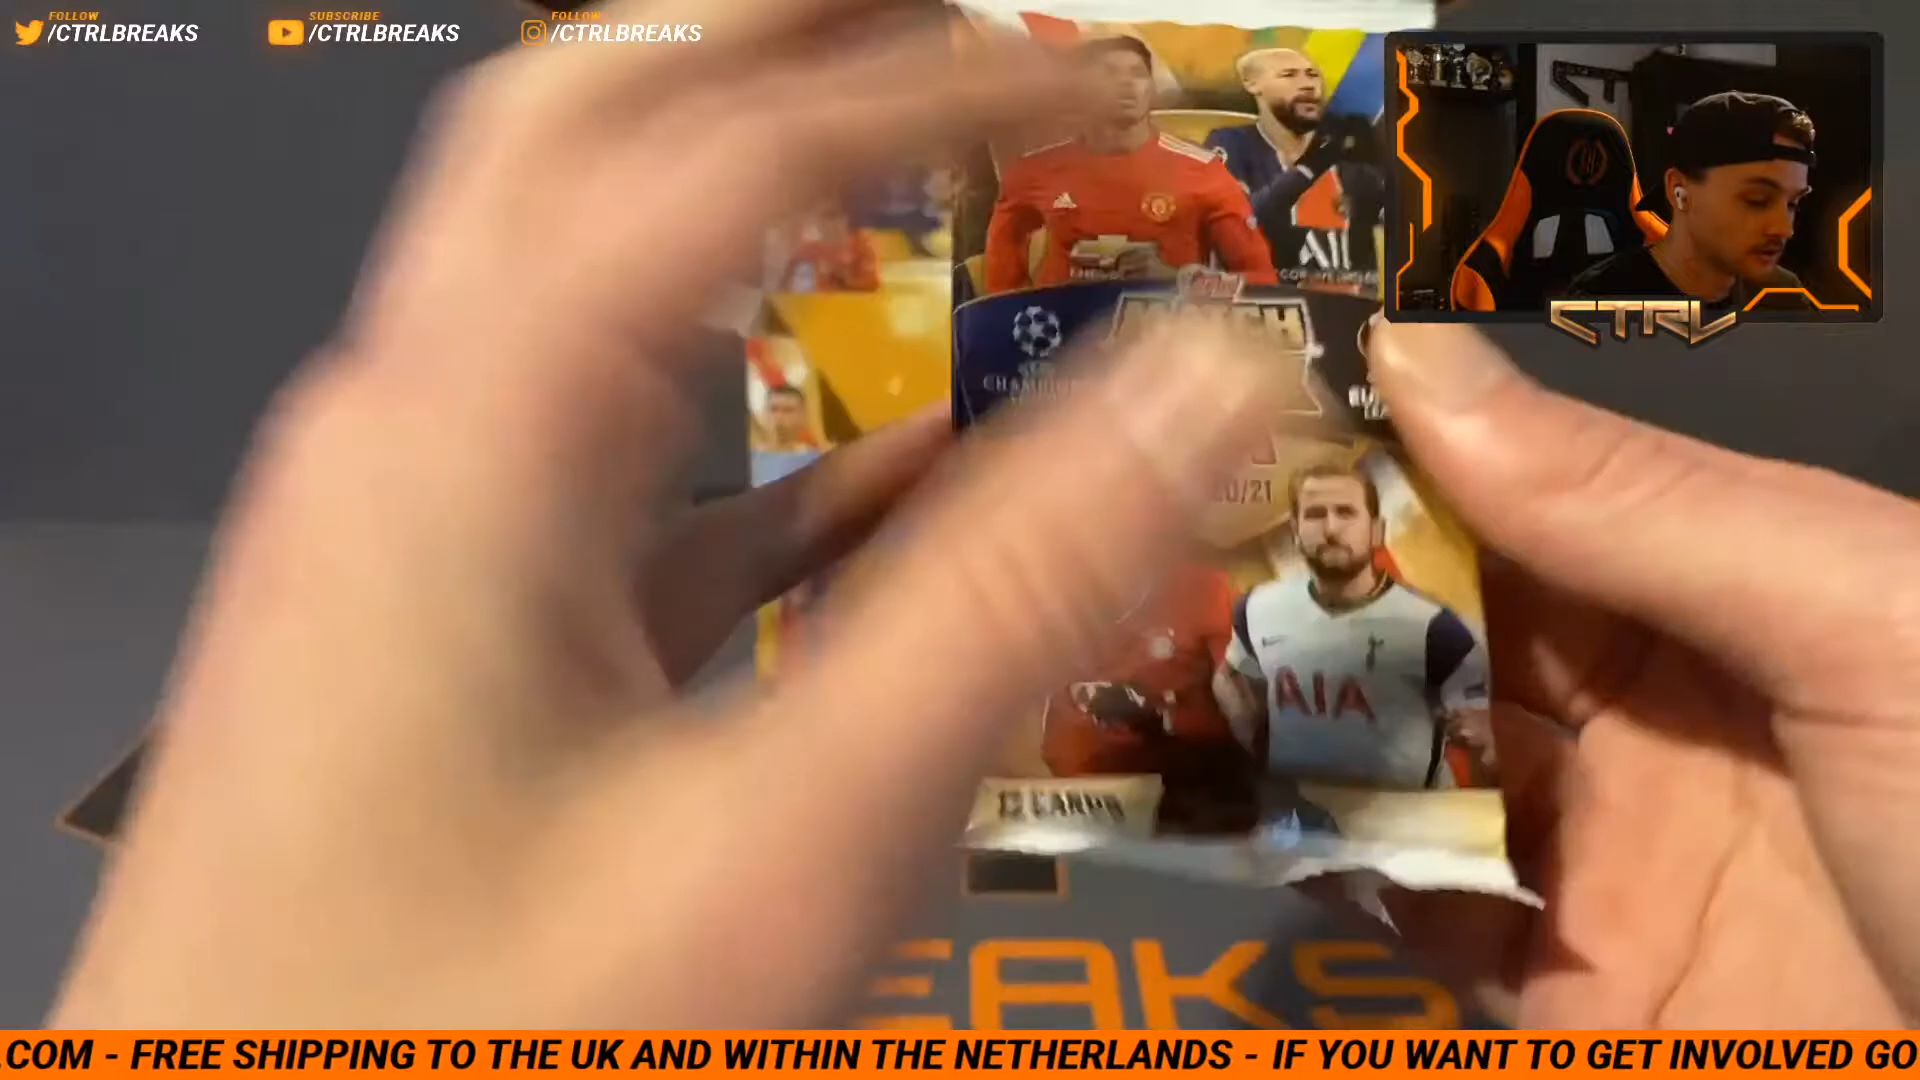 FOLLOW
/CTRLBREAKS
SUBSCRIBE
/CTRLBREAKS
FOLLOW
/CTRLBREAKS
CTRL
AIA
20/21
EAKS
.COM - FREE SHIPPING TO THE UK AND WITHIN THE NETHERLANDS - IF YOU WANT TO GET INVOLVED GO